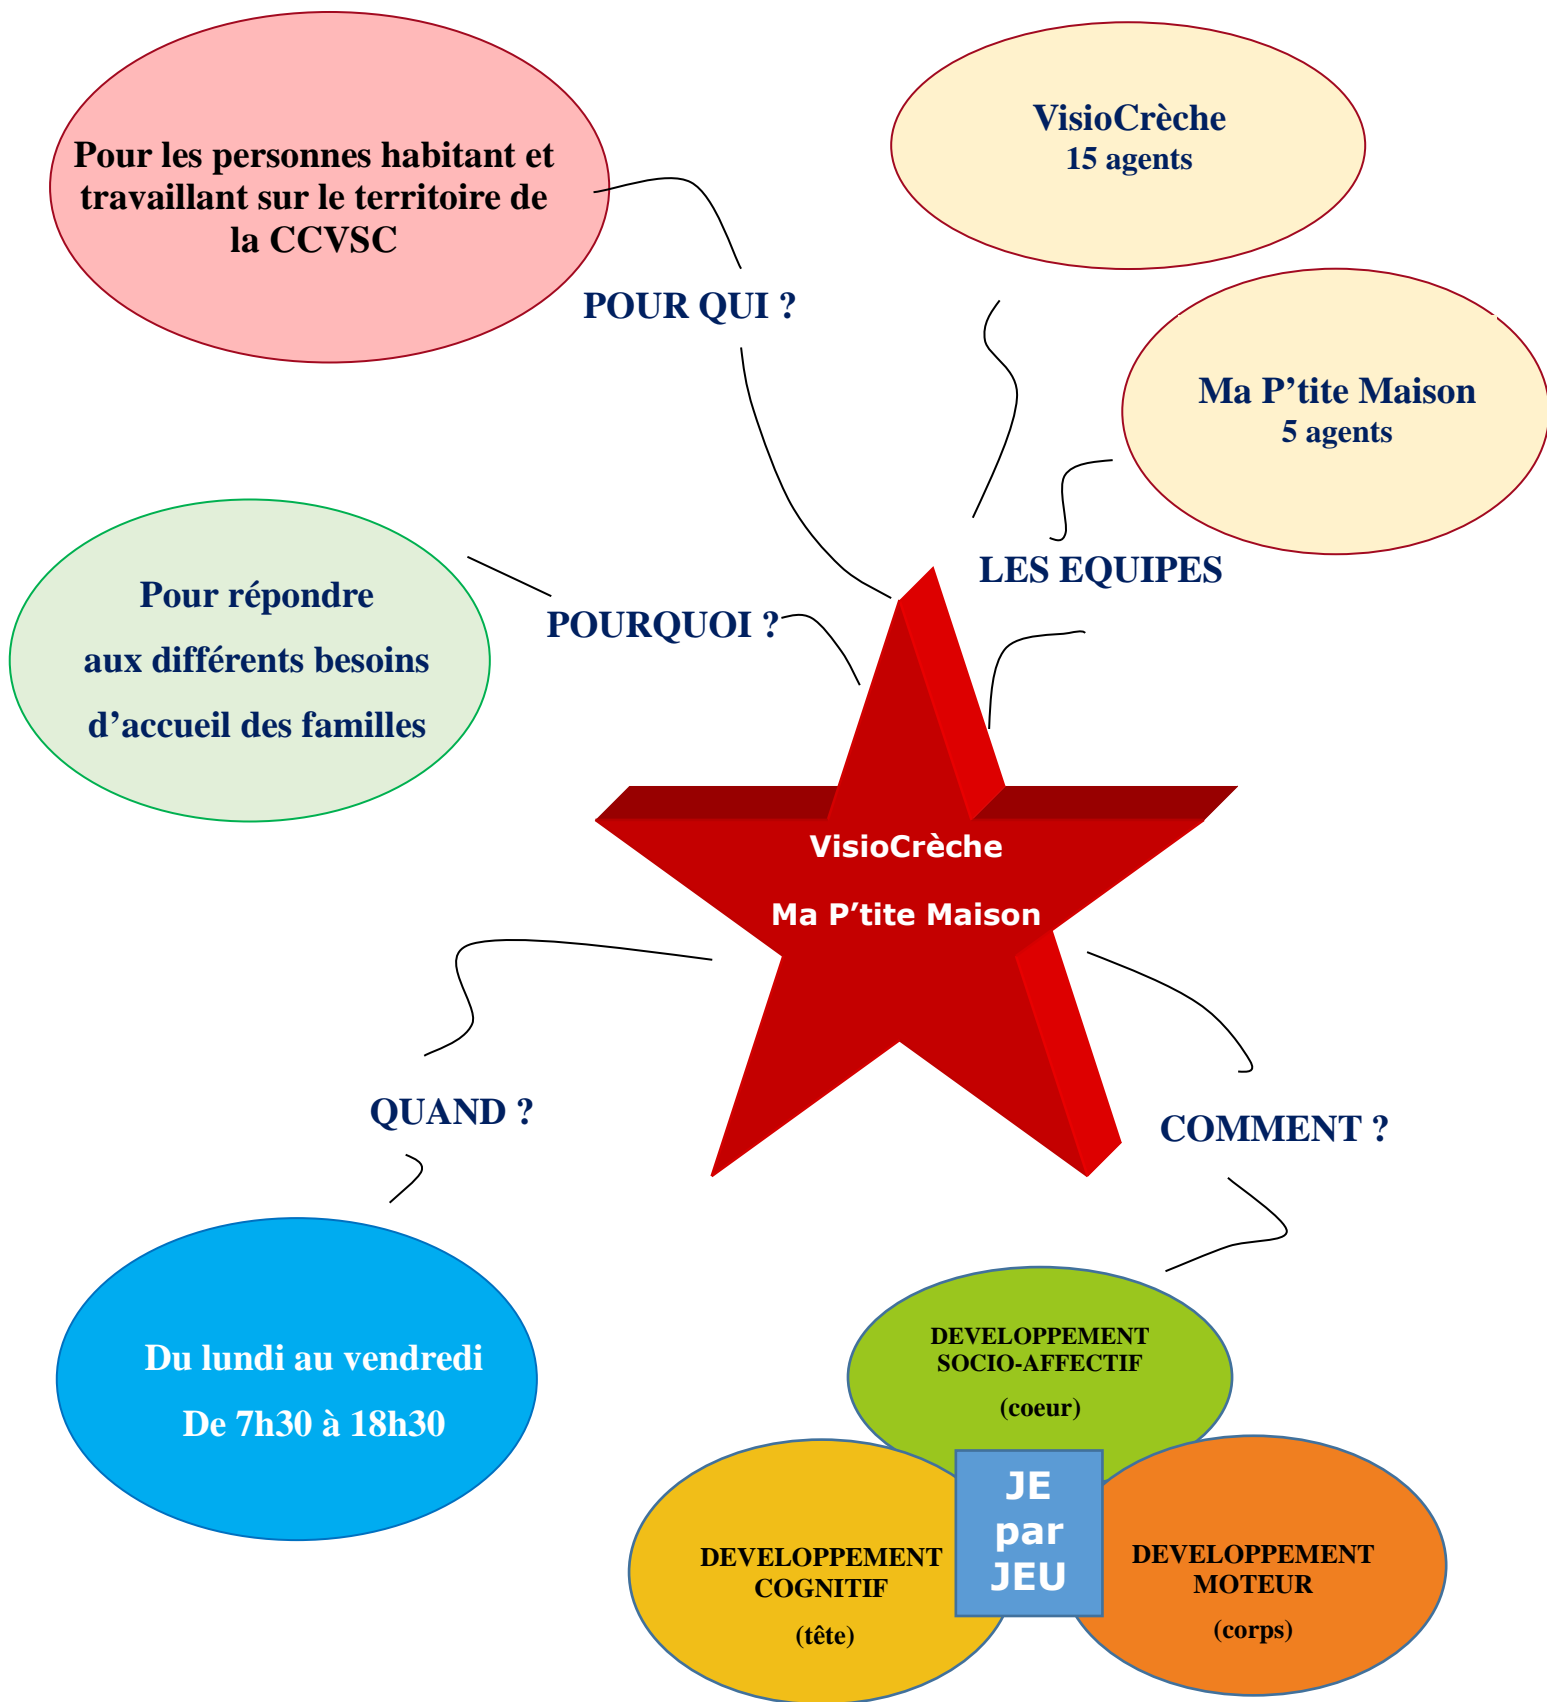 Pour les personnes habitant et
travaillant sur le territoire de
la CCVSC
VisioCrèche
15 agents
POUR QUI ?
Ma P’tite Maison
5 agents
LES EQUIPES
Pour répondre
aux différents besoins
d’accueil des familles
POURQUOI ?
VisioCrèche
Ma P’tite Maison
QUAND ?
COMMENT ?
Du lundi au vendredi
De 7h30 à 18h30
DEVELOPPEMENT
SOCIO-AFFECTIF
(coeur)
JE
par
JEU
DEVELOPPEMENT
COGNITIF
(tête)
DEVELOPPEMENT
MOTEUR
(corps)